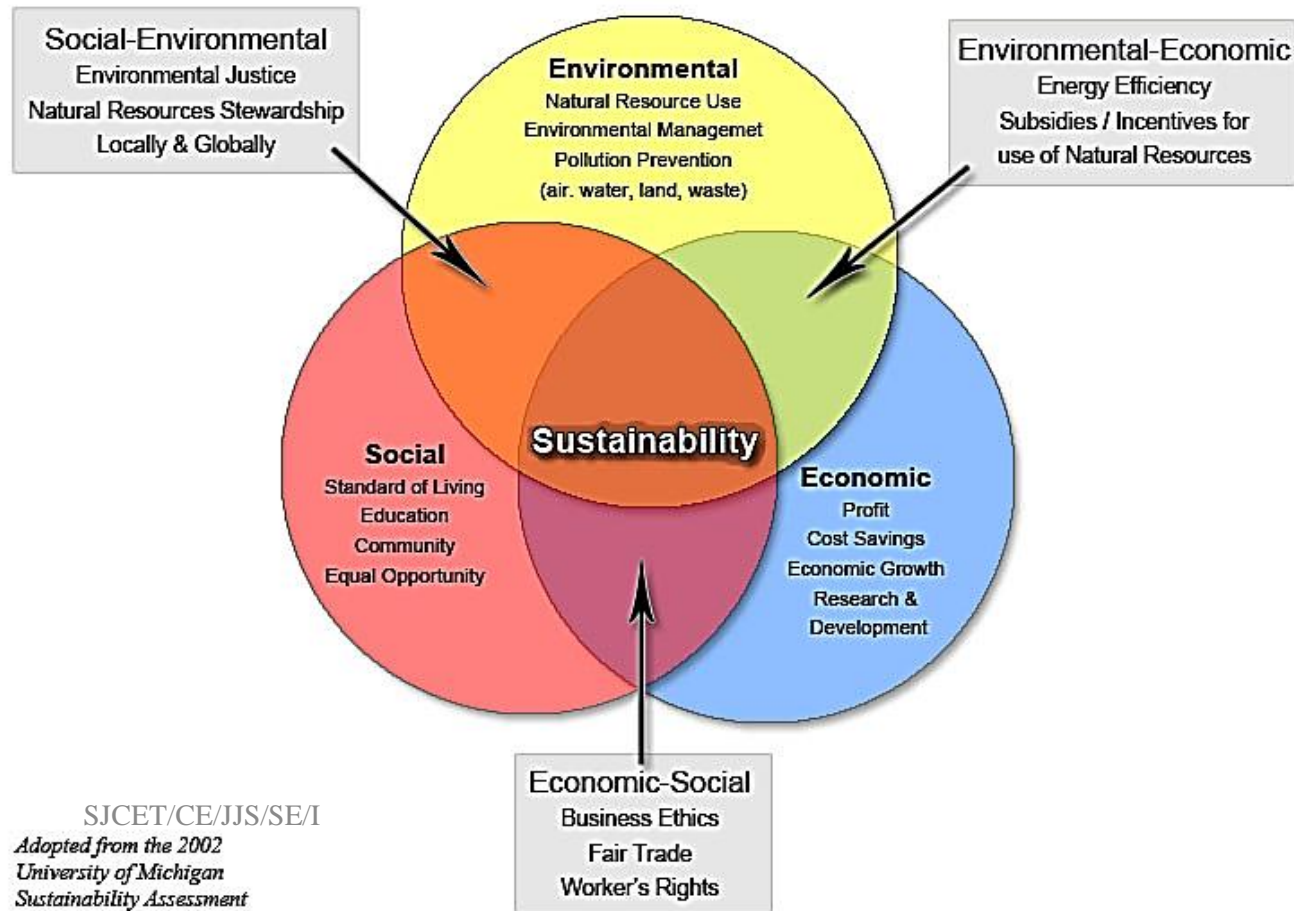 Social-Environmental
Environmental Justice
Natural Resources Stewardship
Locally & Globally
Environmental
Natural Resource Use
Environmental Managemet
Pollution Prevention
(air. water, land, waste)
Environmental-Economic
Energy Efficiency
Subsidies / Incentives for
use of Natural Resources
Sustainability
Social
Standard of Living
Education
Community
Equal Opportunity
Economic
Profit
Cost Savings
Economic Growth
Research &
Development
Economic-Social
Business Ethics
Fair Trade
Worker's Rights
SJCET/CE/JJS/SE/I
Adopted from the 2002
University of Michigan
Sustainability Assessment